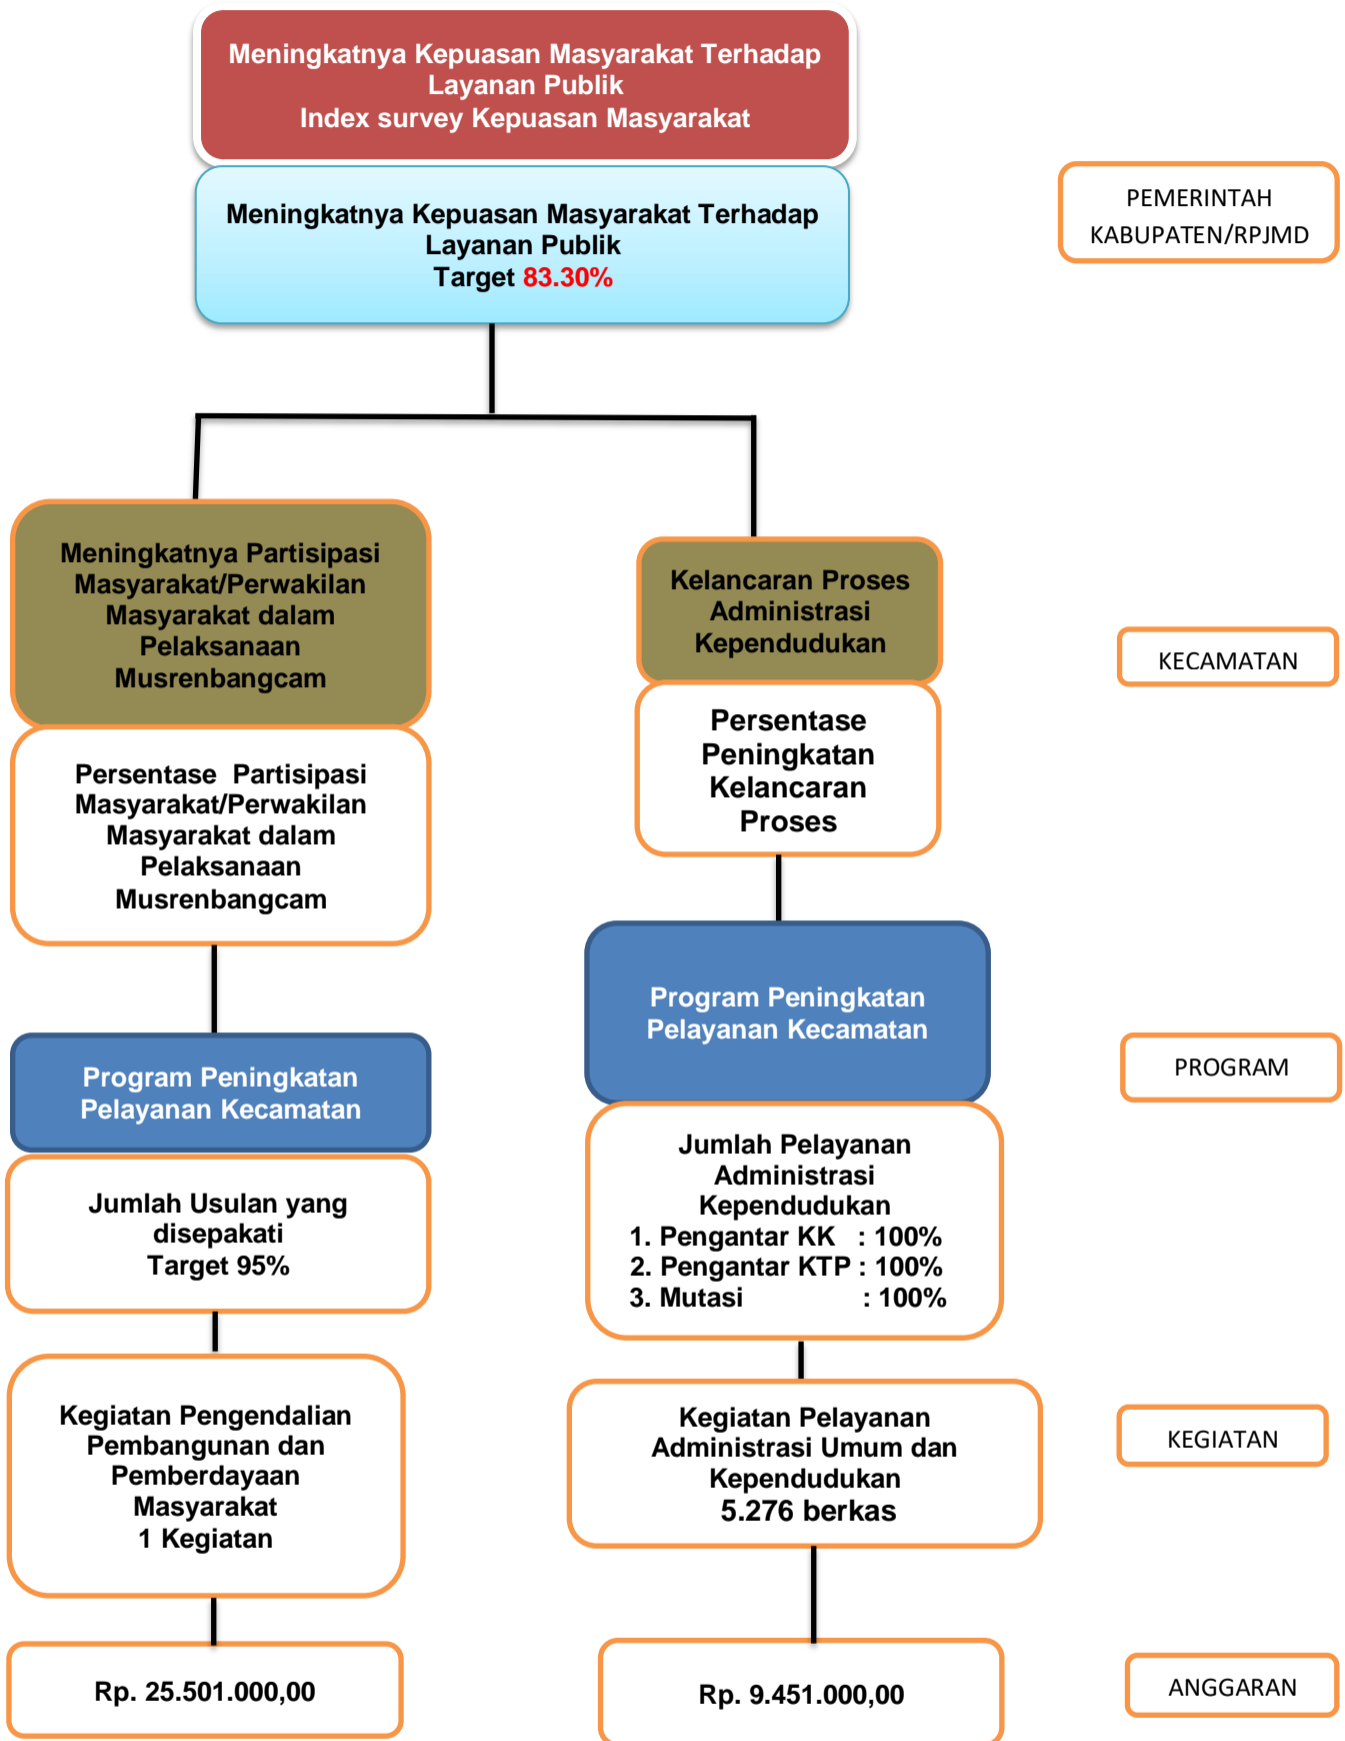 Meningkatnya Kepuasan Masyarakat Terhadap
Layanan Publik
Index survey Kepuasan Masyarakat
Meningkatnya Kepuasan Masyarakat Terhadap
Layanan Publik
Target 83.30%
PEMERINTAH
KABUPATEN/RPJMD
Meningkatnya Partisipasi
Masyarakat/Perwakilan
Masyarakat dalam
Pelaksanaan
Musrenbangcam
Kelancaran Proses
Administrasi
Kependudukan
KECAMATAN
Persentase Partisipasi
Masyarakat/Perwakilan
Masyarakat dalam
Pelaksanaan
Musrenbangcam
Persentase
Peningkatan
Kelancaran
Proses
Program Peningkatan
Pelayanan Kecamatan
Program Peningkatan
Pelayanan Kecamatan
PROGRAM
Jumlah Usulan yang
disepakati
Target 95%
Jumlah Pelayanan
Administrasi
Kependudukan
1. Pengantar KK : 100%
2. Pengantar KTP : 100%
3. Mutasi : 100%
Kegiatan Pengendalian
Pembangunan dan
Pemberdayaan
Masyarakat
1 Kegiatan
Kegiatan Pelayanan
Administrasi Umum dan
Kependudukan
5.276 berkas
KEGIATAN
Rp. 25.501.000,00
Rp. 9.451.000,00
ANGGARAN